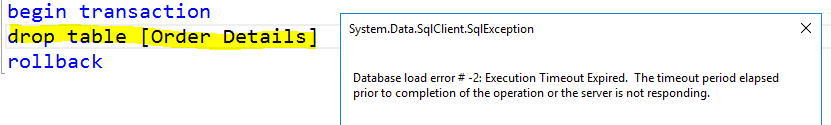 begin transaction
drop table [Order Details]
rollback
System.Data.SqlClient.SqlException
Database load error # -2: Execution Timeout Expired.  The timeout period elapsed
prior to completion of the operation or the server is not responding.